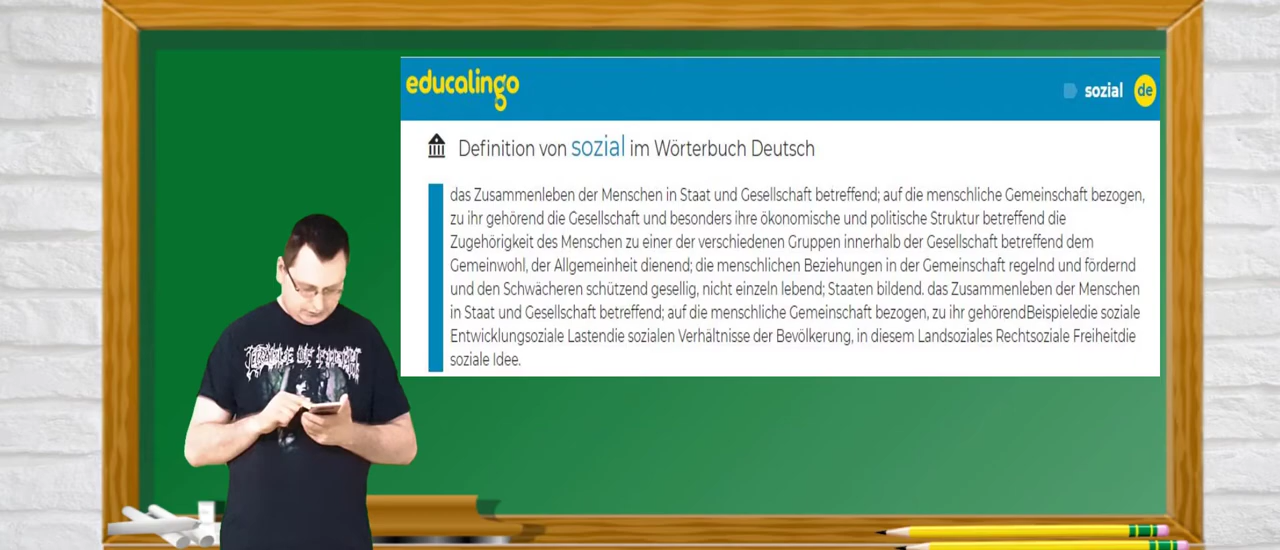 educalingo
sozial de
Definition von sozial im Wörterbuch Deutsch
das Zusammenleben der Menschen in Staat und Gesellschaft betreffend; auf die menschliche Gemeinschaft bezogen,
zu ihr gehörend die Gesellschaft und besonders ihre ökonomische und politische Struktur betreffend die
Zugehörigkeit des Menschen zu einer der verschiedenen Gruppen innerhalb der Gesellschaft betreffend dem
Gemeinwohl, der Allgemeinheit dienend; die menschlichen Beziehungen in der Gemeinschaft regelnd und fördernd
und den Schwächeren schützend gesellig, nicht einzeln lebend; Staaten bildend. das Zusammenleben der Menschen
in Staat und Gesellschaft betreffend; auf die menschliche Gemeinschaft bezogen, zu ihr gehörendBeispieledie soziale
Entwicklungsoziale Lastendie sozialen Verhältnisse der Bevölkerung, in diesem Landsoziales Rechtsoziale Freiheitdie
soziale Idee.